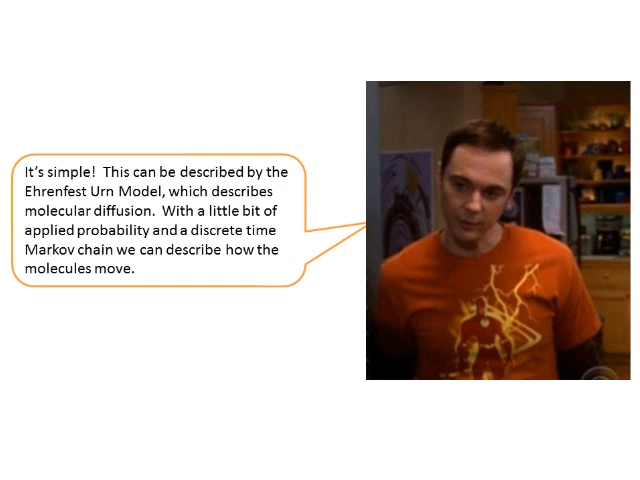 It's simple!  This can be described by the
Ehrenfest Urn Model, which describes
molecular diffusion.  With a little bit of
applied probability and a discrete time
Markov chain we can describe how the
molecules move.